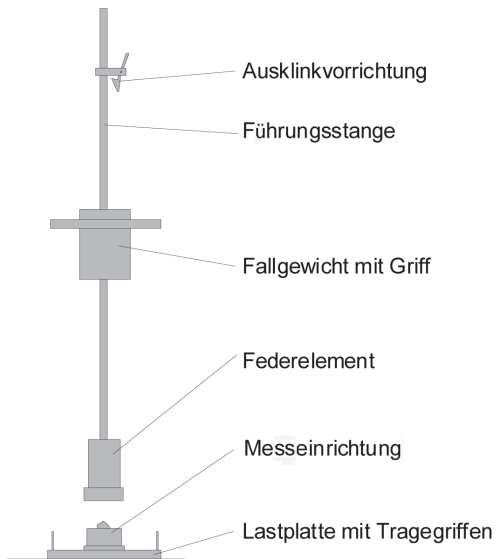 Ausklinkvorrichtung
Führungsstange
Fallgewicht mit Griff
Federelement
Messeinrichtung
Lastplatte mit Tragegriffen